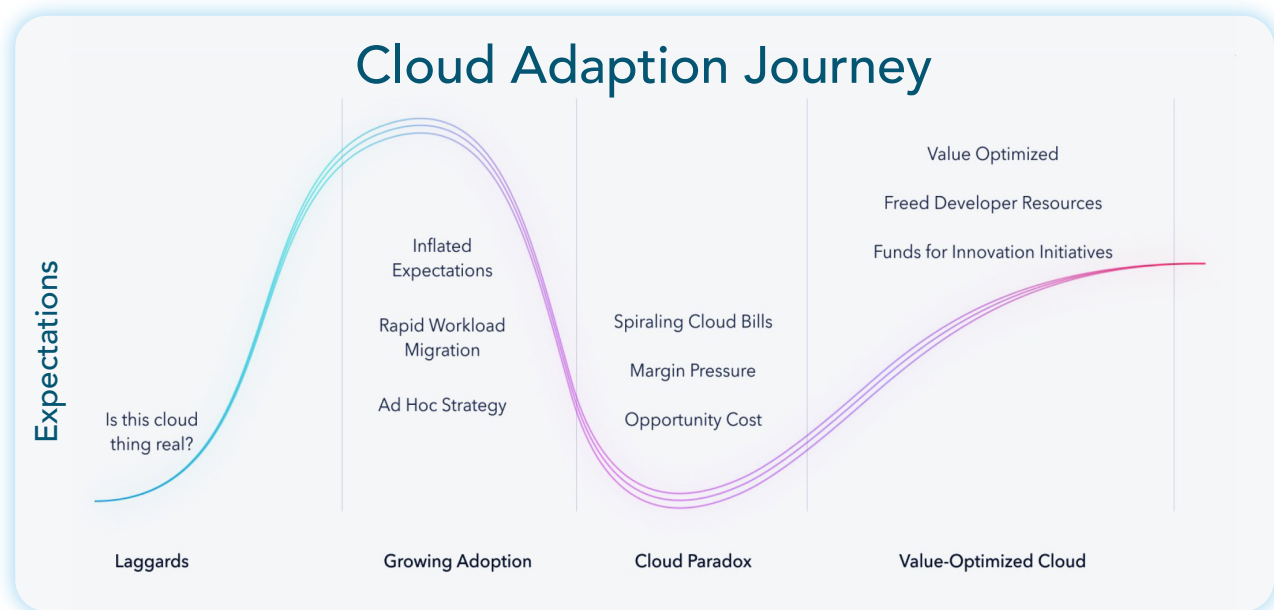 Cloud Adaption Journey
Expectations
Is this cloud
thing real?
Inflated
Expectations
Rapid Workload
Migration
Ad Hoc Strategy
Spiraling Cloud Bills
Margin Pressure
Opportunity Cost
Value Optimized
Freed Developer Resources
Funds for Innovation Initiatives
Laggards
Growing Adoption
Cloud Paradox
Value-Optimized Cloud